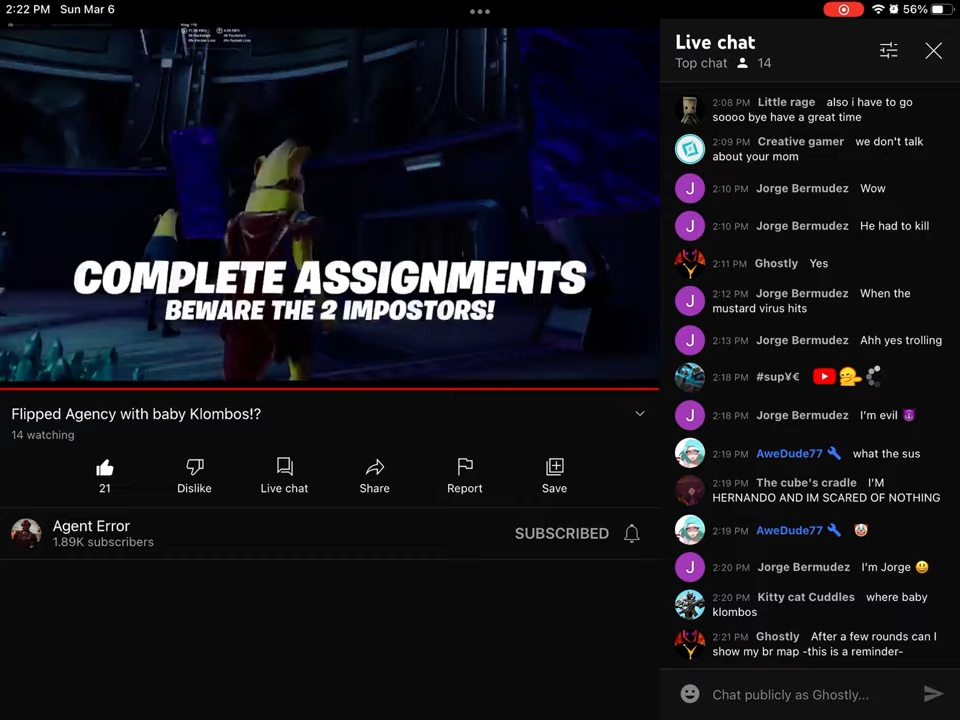 2:22 PM Sun Mar 6
56%
COMPLETE ASSIGNMENTS
BEWARE THE 2 IMPOSTORS!
Flipped Agency with baby Klombos!?
14 watching
21
Dislike
Live chat
Share
Report
Save
Agent Error
1.89K subscribers
SUBSCRIBED
Live chat
Top chat 14
2:08 PM Little rage also i have to go
soooo bye have a great time
2:09 PM Creative gamer we don't talk
about your mom
2:10 PM Jorge Bermudez Wow
2:10 PM Jorge Bermudez He had to kill
2:11 PM Ghostly Yes
2:12 PM Jorge Bermudez When the
mustard virus hits
2:13 PM Jorge Bermudez Ahh yes trolling
2:18 PM #sup¥€
2:18 PM Jorge Bermudez I'm evil 😈
2:19 PM AweDude77 what the sus
2:19 PM The cube's cradle I'M
HERNANDO AND IM SCARED OF NOTHING
2:19 PM AweDude77 🤡
2:20 PM Jorge Bermudez I'm Jorge 😃
2:20 PM Kitty cat Cuddles where baby
klombos
2:21 PM Ghostly After a few rounds can I
show my br map -this is a reminder-
Chat publicly as Ghostly...